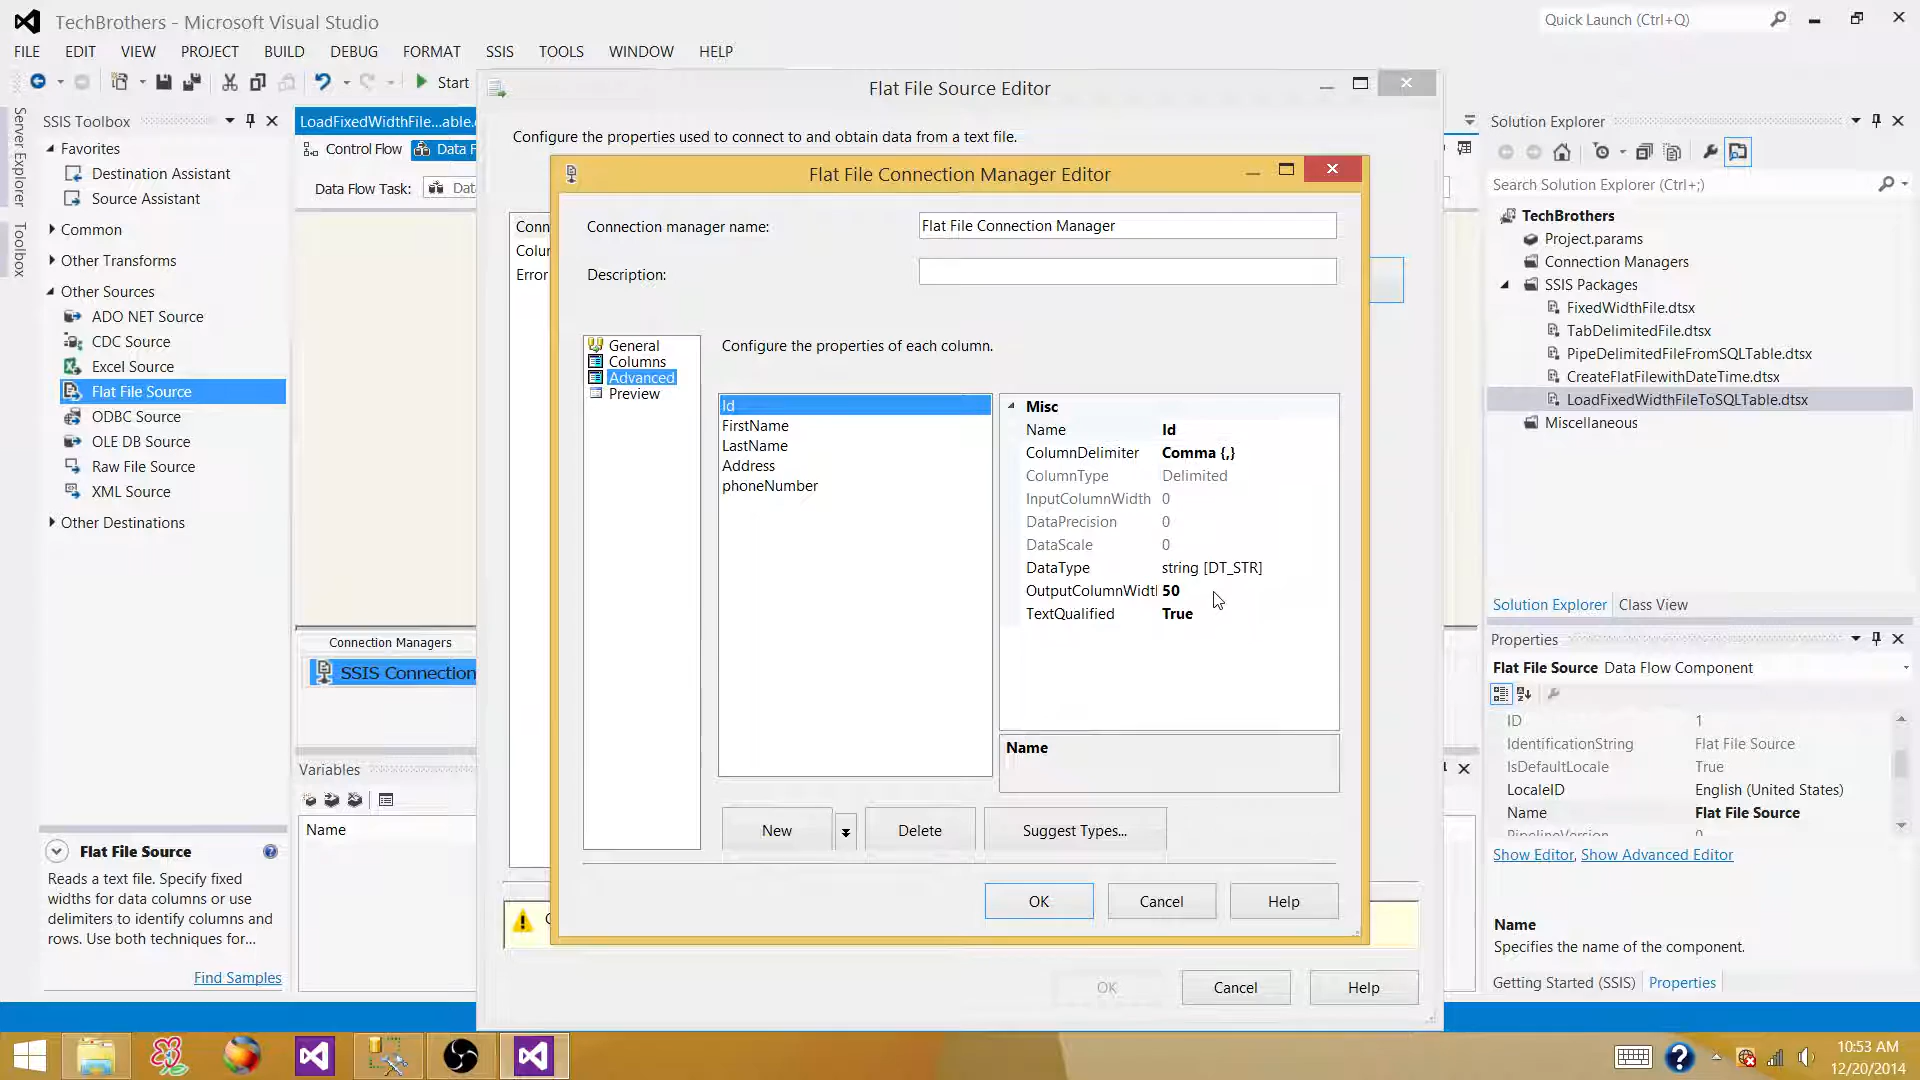 TechBrothers - Microsoft Visual Studio
Quick Launch (Ctrl+Q)
FILE EDIT VIEW PROJECT BUILD DEBUG FORMAT SSIS TOOLS WINDOW HELP
Start
Server Explorer
Toolbox
SSIS Toolbox
Favorites
Destination Assistant
Source Assistant
Common
Other Transforms
Other Sources
ADO NET Source
CDC Source
Excel Source
Flat File Source
ODBC Source
OLE DB Source
Raw File Source
XML Source
Other Destinations
Flat File Source
Reads a text file. Specify fixed
widths for data columns or use
delimiters to identify columns and
rows. Use both techniques for...
Find Samples
LoadFixedWidthFile...able.
Control Flow
Data F
Data Flow Task:
Dat
Connection Managers
SSIS Connection
Variables
Name
Flat File Source Editor
Configure the properties used to connect to and obtain data from a text file.
Conn
Colur
Error
OK Cancel Help
Flat File Connection Manager Editor
Connection manager name: Flat File Connection Manager
Description:
General
Columns
Advanced
Preview
Configure the properties of each column.
Id
FirstName
LastName
Address
phoneNumber
Misc
Name Id
ColumnDelimiter Comma {,}
ColumnType Delimited
InputColumnWidth 0
DataPrecision 0
DataScale 0
DataType string [DT_STR]
OutputColumnWidtl 50
TextQualified True
Name
New Delete Suggest Types...
OK Cancel Help
Solution Explorer
Search Solution Explorer (Ctrl+;)
TechBrothers
Project.params
Connection Managers
SSIS Packages
FixedWidthFile.dtsx
TabDelimitedFile.dtsx
PipeDelimitedFileFromSQLTable.dtsx
CreateFlatFilewithDateTime.dtsx
LoadFixedWidthFileToSQLTable.dtsx
Miscellaneous
Solution Explorer Class View
Properties
Flat File Source Data Flow Component
ID 1
IdentificationString Flat File Source
IsDefaultLocale True
LocaleID English (United States)
Name Flat File Source
PipelineVersion 0
Show Editor, Show Advanced Editor
Name
Specifies the name of the component.
Getting Started (SSIS) Properties
10:53 AM
12/20/2014